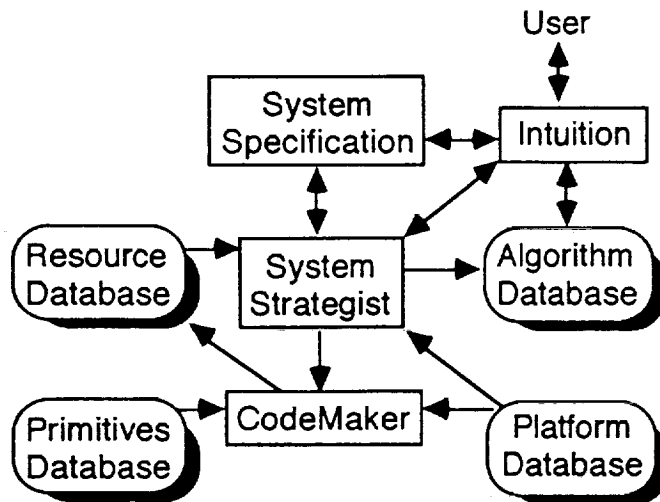 User
System
Specification
Intuition
Resource
Database
System
Strategist
Algorithm
Database
Primitives
Database
CodeMaker
Platform
Database